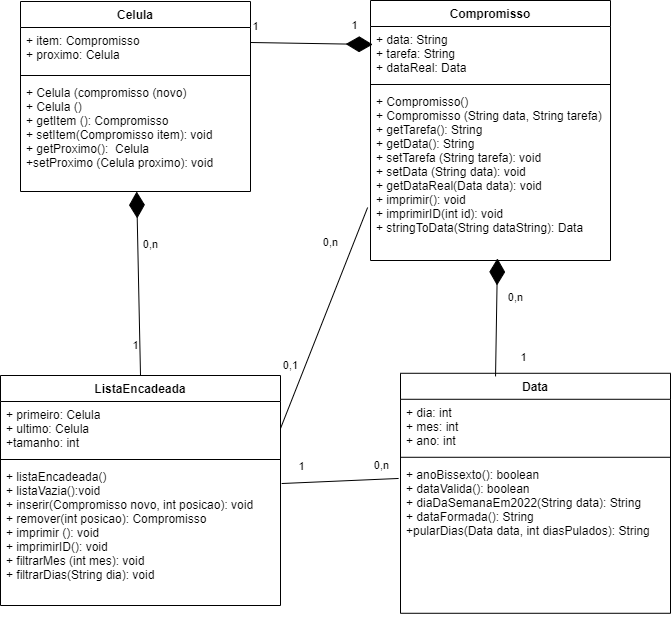 Celula
+ item: Compromisso
+ proximo: Celula
+ Celula (compromisso (novo)
+ Celula ()
+ getItem (): Compromisso
+ setItem(Compromisso item): void
+ getProximo():  Celula
+setProximo (Celula proximo): void
1
1
Compromisso
+ data: String
+ tarefa: String
+ dataReal: Data
+ Compromisso()
+ Compromisso (String data, String tarefa)
+ getTarefa(): String
+ getData(): String
+ setTarefa (String tarefa): void
+ setData (String data): void
+ getDataReal(Data data): void
+ imprimir(): void
+ imprimirID(int id): void
+ stringToData(String dataString): Data
0,n
0,n
0,n
1
0,1
1
ListaEncadeada
+ primeiro: Celula
+ ultimo: Celula
+tamanho: int
+ listaEncadeada()
+ listaVazia():void
+ inserir(Compromisso novo, int posicao): void
+ remover(int posicao): Compromisso
+ imprimir (): void
+ imprimirID(): void
+ filtrarMes (int mes): void
+ filtrarDias(String dia): void
1
0,n
Data
+ dia: int
+ mes: int
+ ano: int
+ anoBissexto(): boolean
+ dataValida(): boolean
+ diaDaSemanaEm2022(String data): String
+ dataFormada(): String
+pularDias(Data data, int diasPulados): String